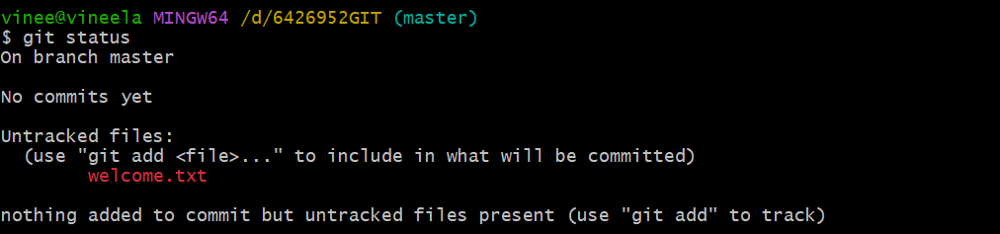 vinee@vineela MINGW64 /d/6426952GIT (master)
$ git status
On branch master
No commits yet
Untracked files:
(use "git add <file>..." to include in what will be committed)
welcome.txt
nothing added to commit but untracked files present (use "git add" to track)